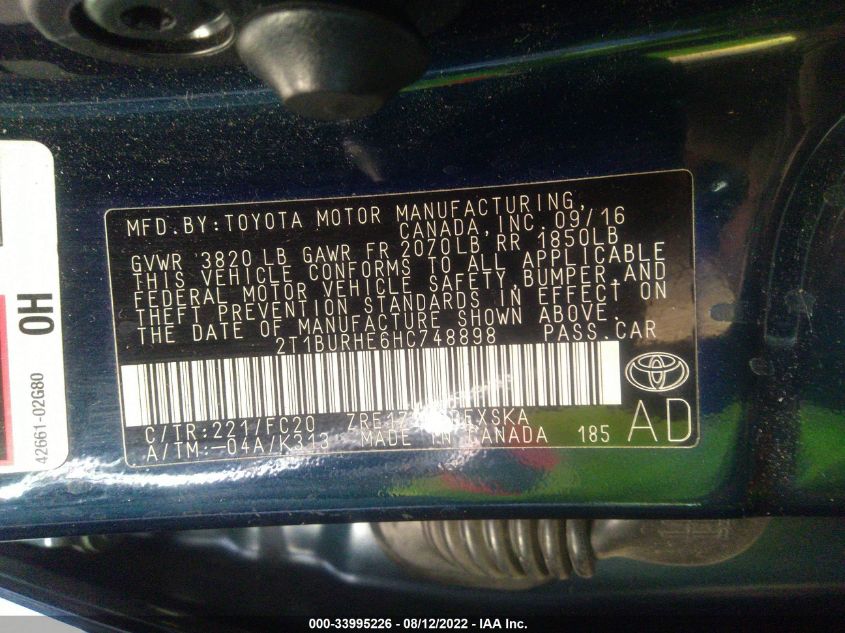 MFD.BY:TOYOTA MOTOR MANUFACTURING,
CANADA,INC. 09/16
GVWR 3820 LB GAWR FR 2070LB RR 1850LB
THIS VEHICLE CONFORMS TO ALL APPLICABLE
FEDERAL MOTOR VEHICLE SAFETY,BUMPER,AND
THEFT PREVENTION STANDARDS IN EFFECT ON
THE DATE OF MANUFACTURE SHOWN ABOVE.
2T1BURHE6HC748898 PASS.CAR
C/TR:221/FC20
A/TM:-04A/K313 MADE IN CANADA 185
AD
OH
42661-02G80
000-33995226 - 08/12/2022 - IAA Inc.